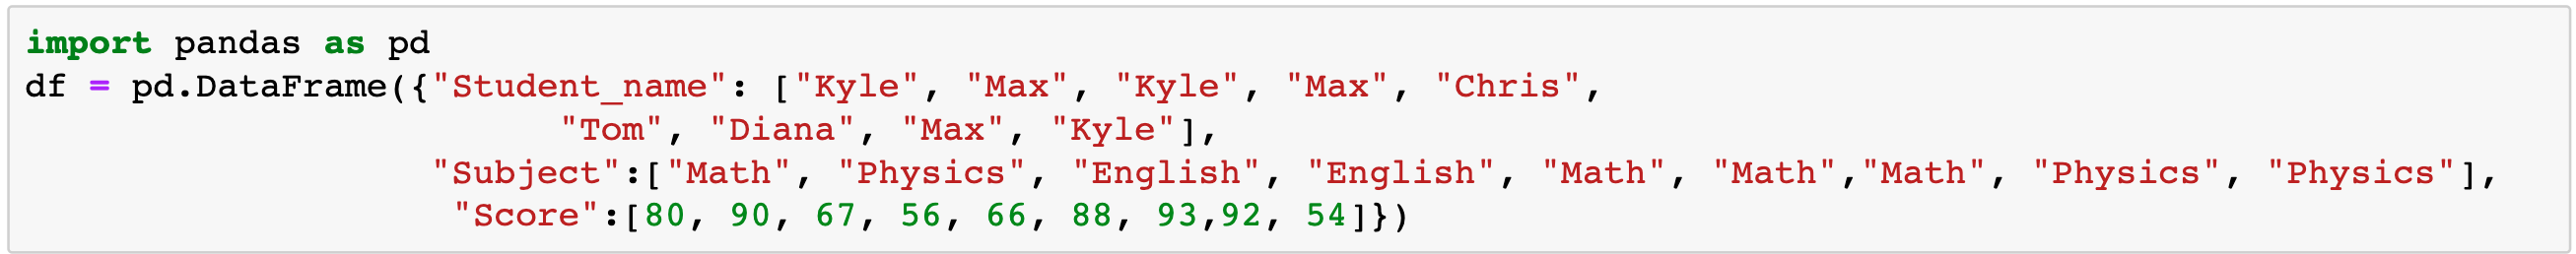 import pandas as pd
df = pd.DataFrame({"Student_name": ["Kyle", "Max", "Kyle", "Max", "Chris",
                         "Tom", "Diana", "Max", "Kyle"],
                   "Subject":["Math", "Physics", "English", "English", "Math", "Math","Math", "Physics", "Physics"],
                    "Score":[80, 90, 67, 56, 66, 88, 93,92, 54]})